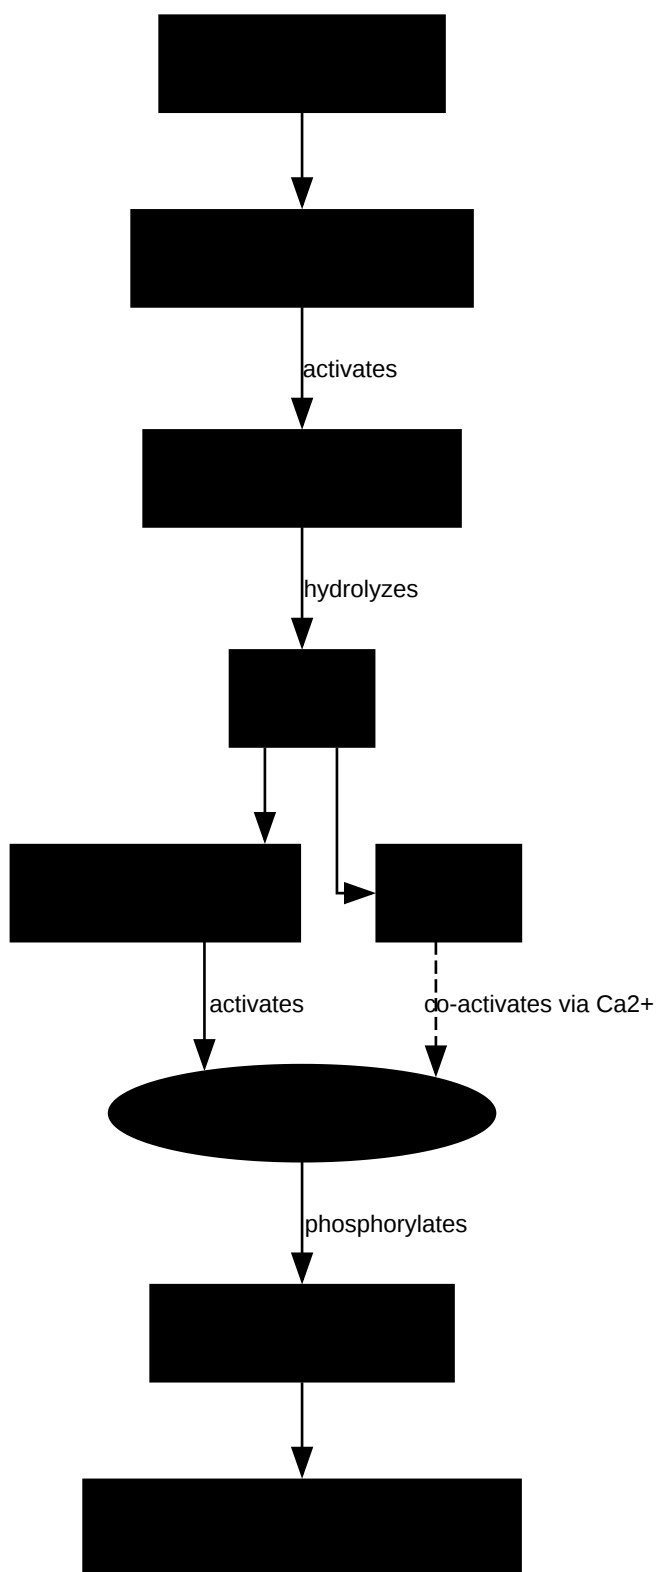 activates
hydrolyzes
activates
co-activates via Ca2+
phosphorylates